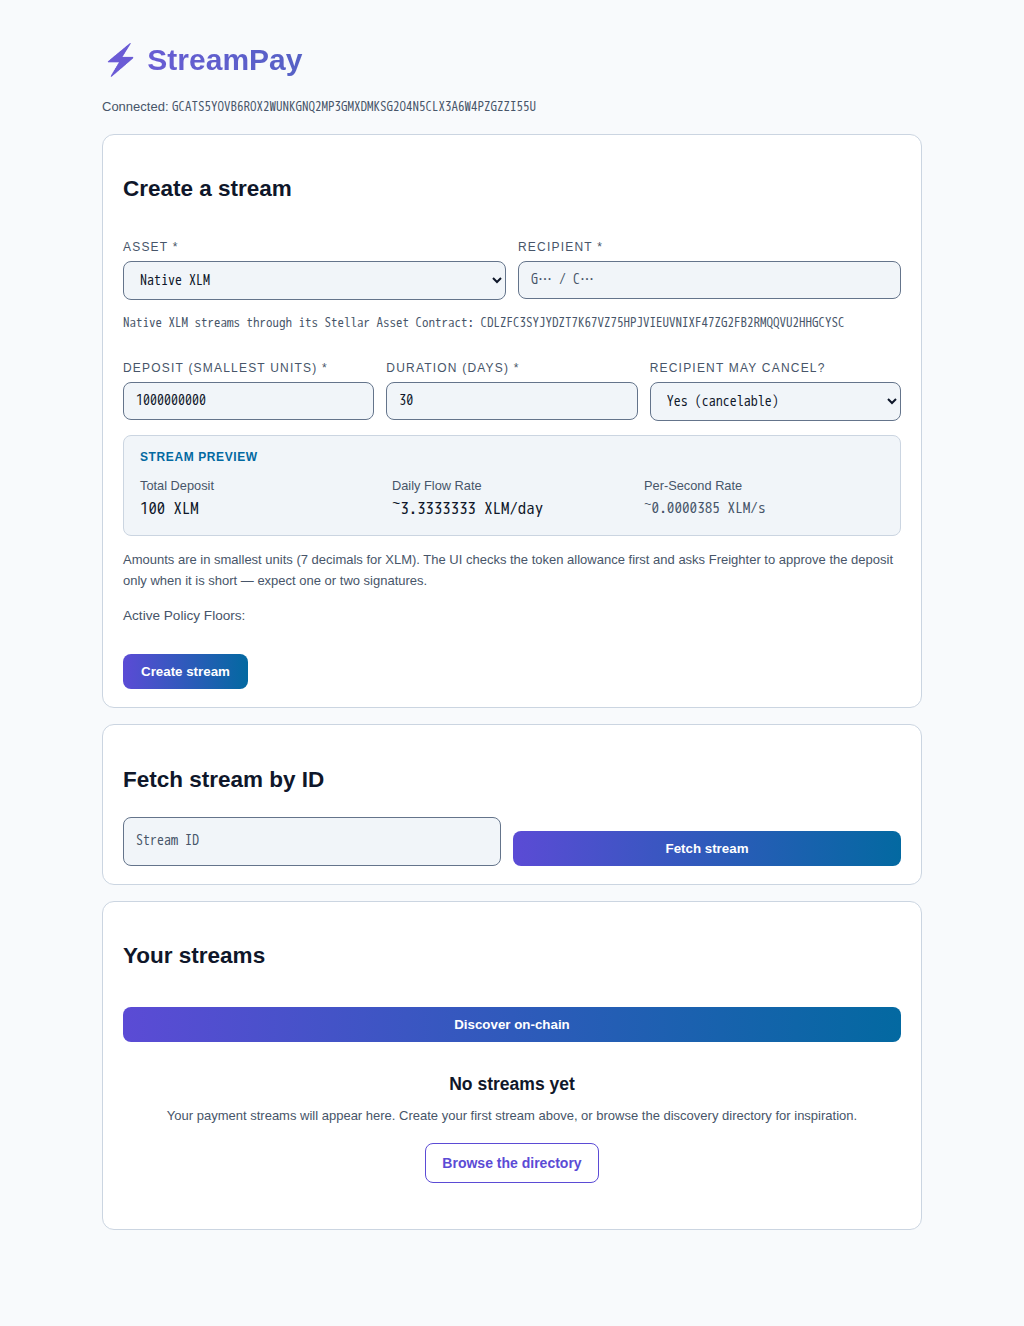 ⚡ StreamPay
Connected: GCATS5YOVB6ROX2WUNKGNQ2MP3GMXDMKSG2O4N5CLX3A6W4PZGZZI55U
Create a stream
ASSET *
RECIPIENT *
Native XLM
G… / C…
Native XLM streams through its Stellar Asset Contract: CDLZFC3SYJYDZT7K67VZ75HPJVIEUVNIXF47ZG2FB2RMQQVU2HHGCYSC
DEPOSIT (SMALLEST UNITS) *
DURATION (DAYS) *
RECIPIENT MAY CANCEL?
1000000000
30
Yes (cancelable)
STREAM PREVIEW
Total Deposit
Daily Flow Rate
Per-Second Rate
100 XLM
~3.3333333 XLM/day
~0.0000385 XLM/s
Amounts are in smallest units (7 decimals for XLM). The UI checks the token allowance first and asks Freighter to approve the deposit
only when it is short — expect one or two signatures.
Active Policy Floors:
Create stream
Fetch stream by ID
Stream ID
Fetch stream
Your streams
Discover on-chain
No streams yet
Your payment streams will appear here. Create your first stream above, or browse the discovery directory for inspiration.
Browse the directory